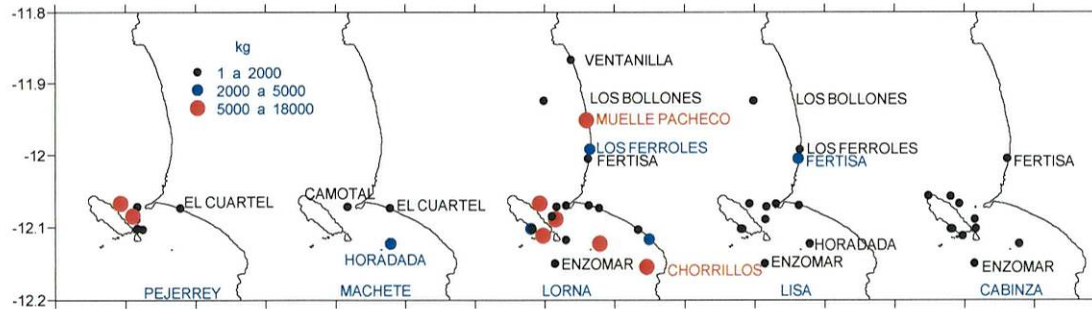 -11.8
kg
1 a 2000
2000 a 5000
5000 a 18000
VENTANILLA
-11.9
LOS BOLLONES
LOS BOLLONES
MUELLE PACHECO
LOS FERROLES
LOS FERROLES
-12
FERTISA
FERTISA
FERTISA
EL CUARTEL
CAMOTAL
EL CUARTEL
-12.1
HORADADA
HORADADA
ENZOMAR
CHORRILLOS
ENZOMAR
ENZOMAR
PEJERREY
MACHETE
LORNA
LISA
CABINZA
-12.2